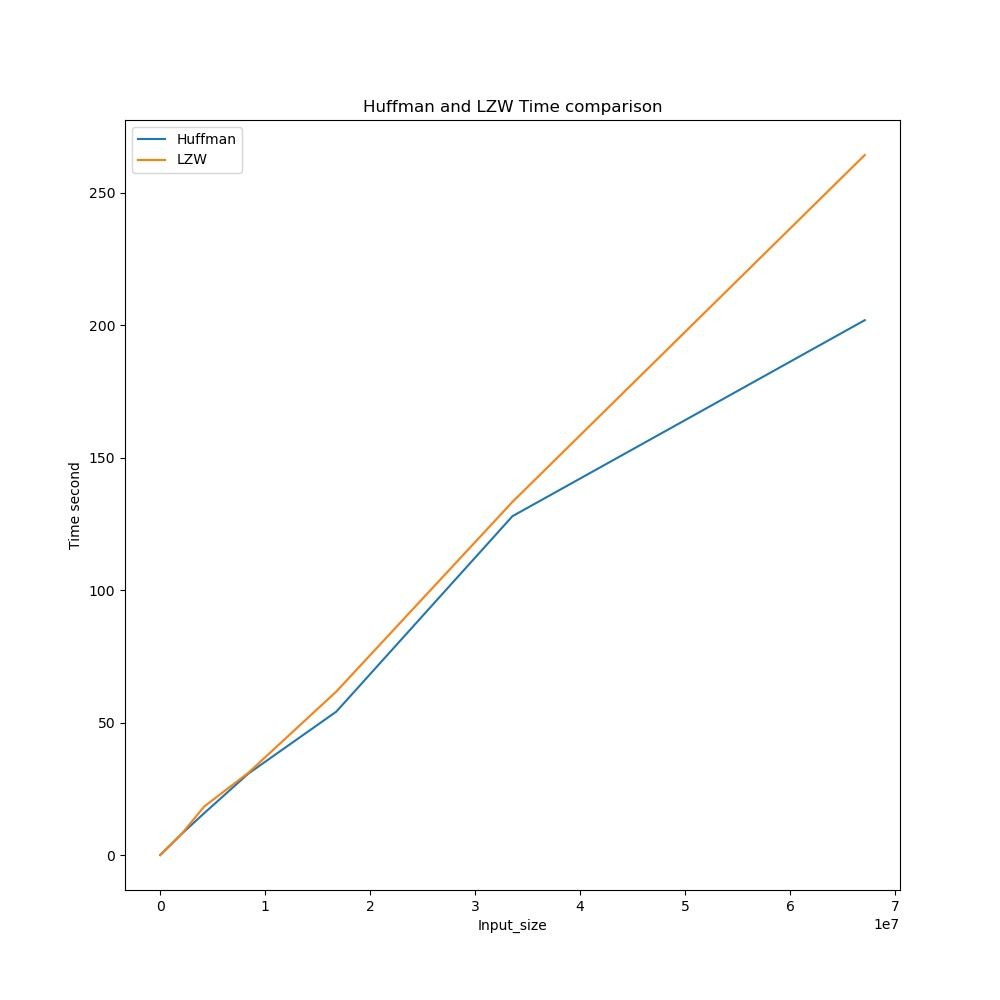 Huffman and LZW Time comparison
Huffman
LZW
250
200
150
100
50
0
Time second
0 1 2 3 4 5 6 7
1e7
Input_size